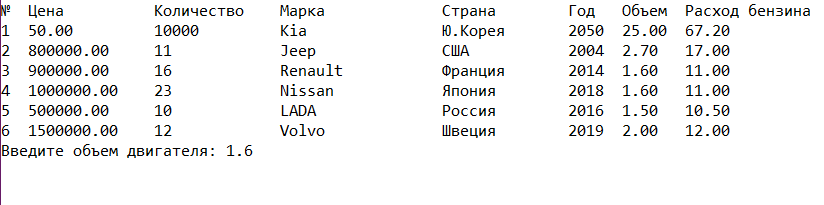 № Цена Количество Марка Страна Год Объем Расход бензина
1 50.00 10000 Kia Ю.Корея 2050 25.00 67.20
2 800000.00 11 Jeep США 2004 2.70 17.00
3 900000.00 16 Renault Франция 2014 1.60 11.00
4 1000000.00 23 Nissan Япония 2018 1.60 11.00
5 500000.00 10 LADA Россия 2016 1.50 10.50
6 1500000.00 12 Volvo Швеция 2019 2.00 12.00
Введите объем двигателя: 1.6